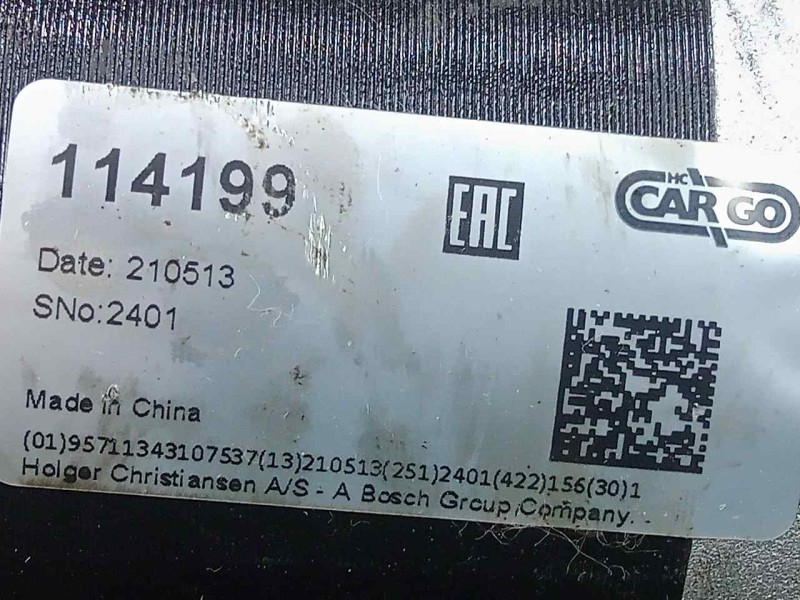 114199
EAC
HC
CARGO
Date: 210513
SNo:2401
Made in China
(01)95711343107537(13)210513(251)2401(422)156(30)1
Holger Christiansen A/S - A Bosch Group Company.